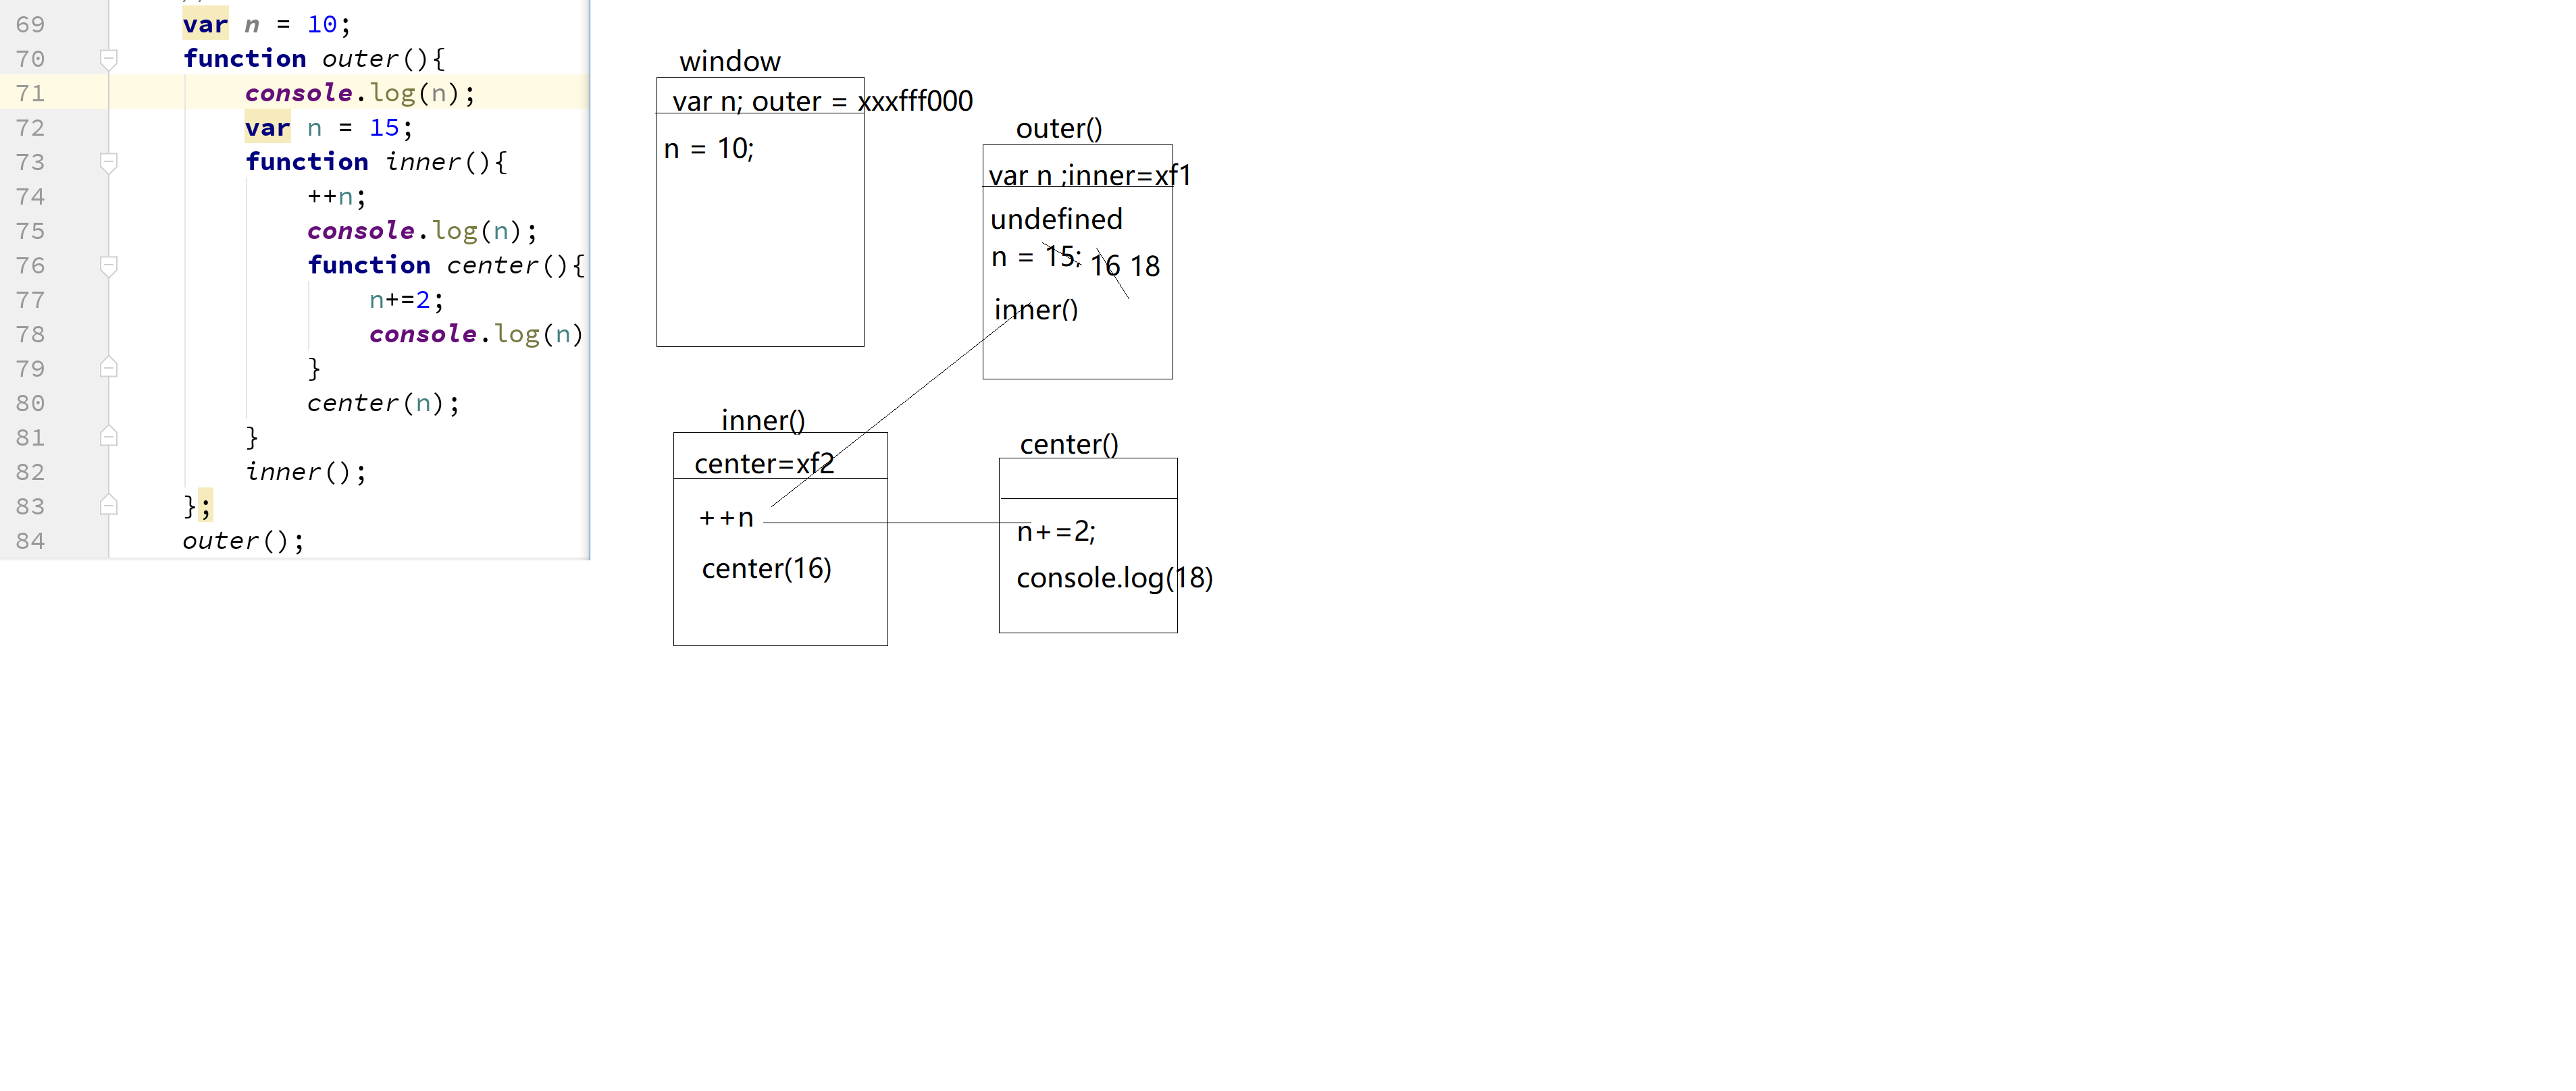 69 var n = 10;
70 function outer(){
71 console.log(n);
72 var n = 15;
73 function inner(){
74 ++n;
75 console.log(n);
76 function center(){
77 n+=2;
78 console.log(n)
79 }
80 center(n);
81 }
82 inner();
83 };
84 outer();
window
var n; outer = xxxfff000
n = 10;
outer()
var n ;inner=xf1
undefined
n = 15; 16 18
inner()
inner()
center=xf2
++n
center(16)
center()
n+=2;
console.log(18)